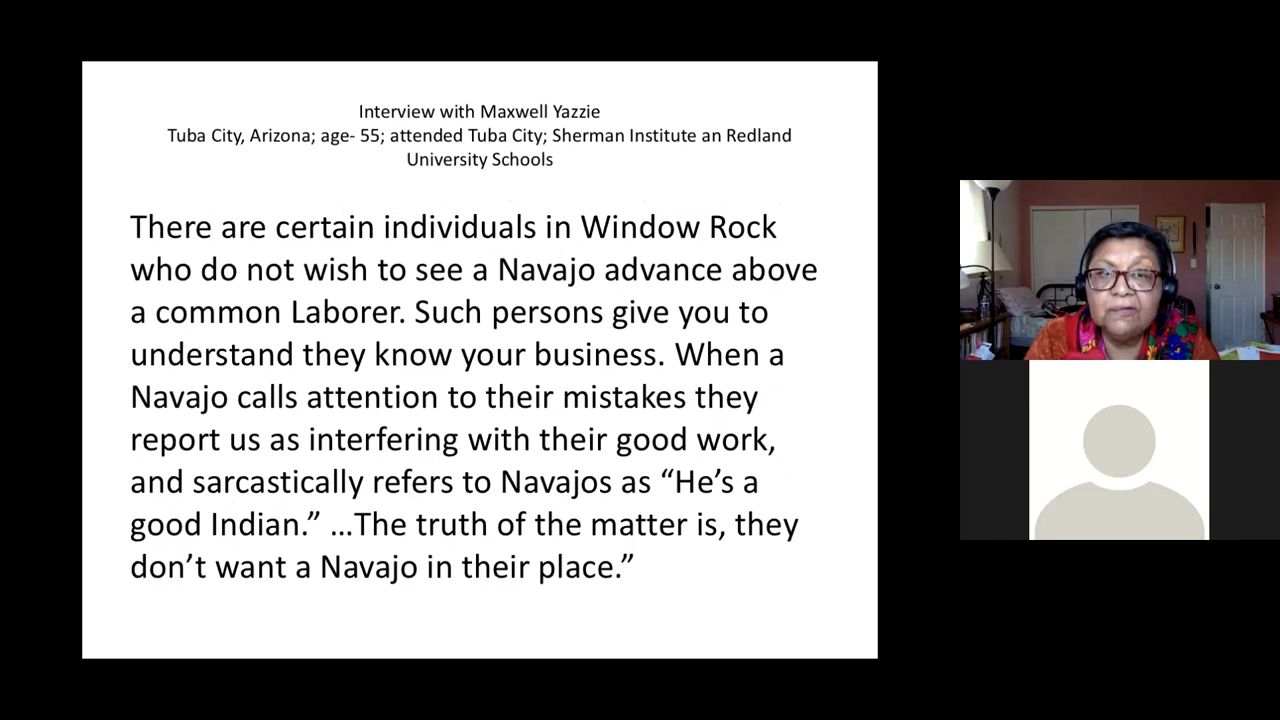 Interview with Maxwell Yazzie
Tuba City, Arizona; age- 55; attended Tuba City; Sherman Institute an Redland
University Schools
There are certain individuals in Window Rock
who do not wish to see a Navajo advance above
a common Laborer. Such persons give you to
understand they know your business. When a
Navajo calls attention to their mistakes they
report us as interfering with their good work,
and sarcastically refers to Navajos as “He’s a
good Indian.” …The truth of the matter is, they
don’t want a Navajo in their place.”